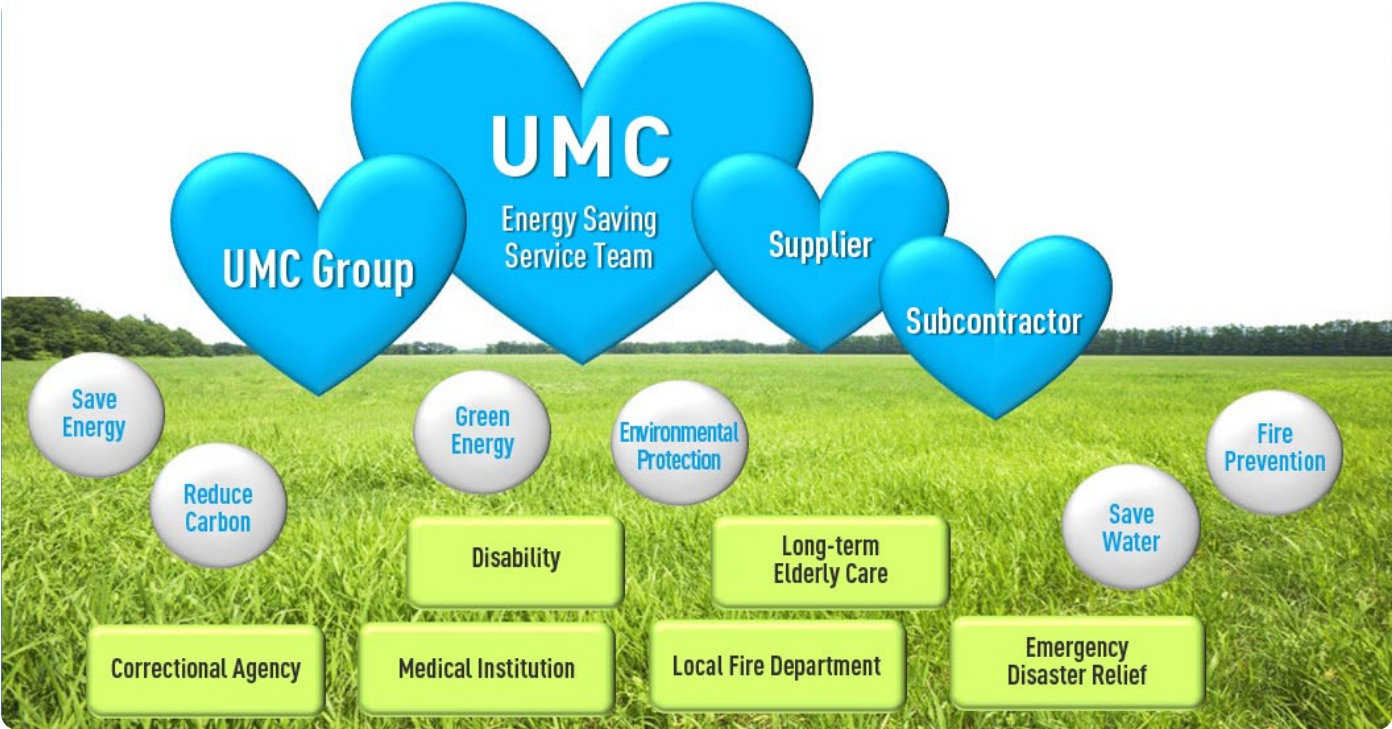 UMC
Energy Saving
Service Team
UMC Group
Supplier
Subcontractor
Save
Energy
Reduce
Carbon
Green
Energy
Environmental
Protection
Fire
Prevention
Save
Water
Disability
Long-term
Elderly Care
Correctional Agency
Medical Institution
Local Fire Department
Emergency
Disaster Relief